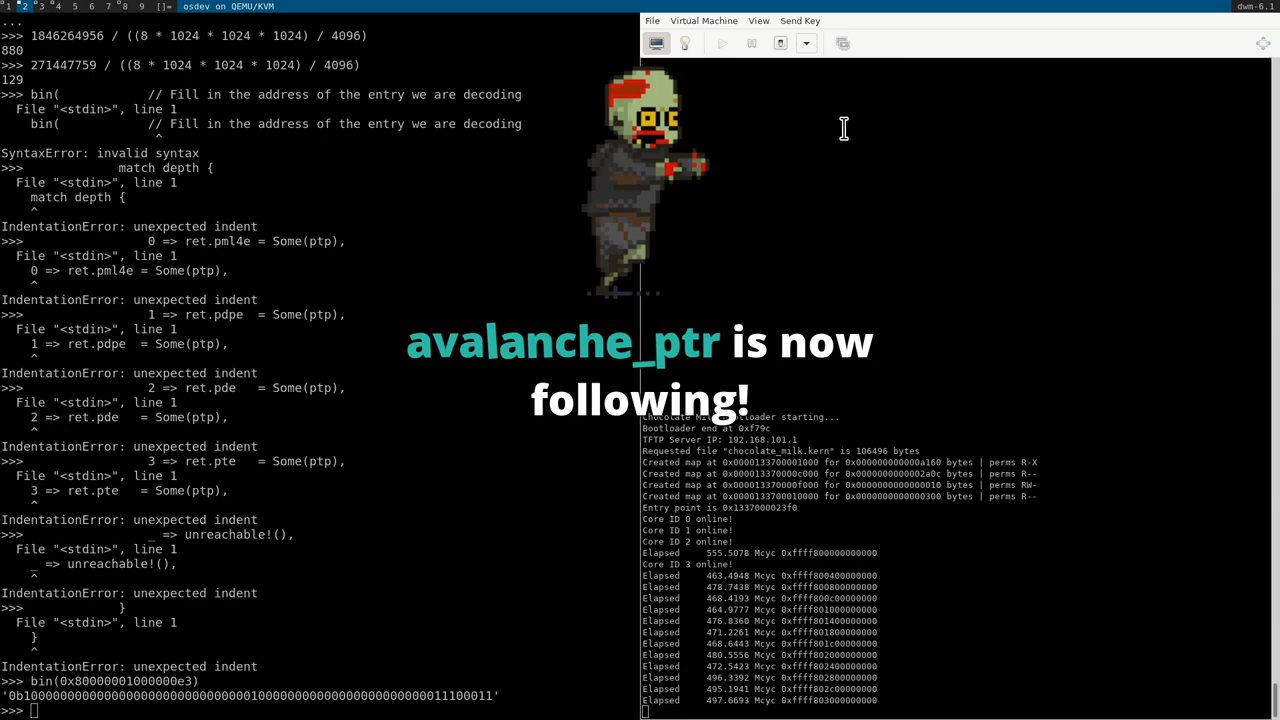 1 2 3 4 5 6 7 8 9 []= osdev on QEMU/KVM
dwm-6.1
...
>>> 1846264936 / ((8 * 1024 * 1024 * 1024) / 4096)
880
>>> 271447759 / ((8 * 1024 * 1024 * 1024) / 4096)
129
>>> bin(            // Fill in the address of the entry we are decoding
  File "<stdin>", line 1
    bin(            // Fill in the address of the entry we are decoding
                     ^
SyntaxError: invalid syntax
>>>             match depth {
  File "<stdin>", line 1
    match depth {
    ^
IndentationError: unexpected indent
>>>                 0 => ret.pml4e = Some(ptp),
  File "<stdin>", line 1
    0 => ret.pml4e = Some(ptp),
    ^
IndentationError: unexpected indent
>>>                 1 => ret.pdpe  = Some(ptp),
  File "<stdin>", line 1
    1 => ret.pdpe  = Some(ptp),
    ^
IndentationError: unexpected indent
>>>                 2 => ret.pde   = Some(ptp),
  File "<stdin>", line 1
    2 => ret.pde   = Some(ptp),
    ^
IndentationError: unexpected indent
>>>                 3 => ret.pte   = Some(ptp),
  File "<stdin>", line 1
    3 => ret.pte   = Some(ptp),
    ^
IndentationError: unexpected indent
>>>                 _ => unreachable!(),
  File "<stdin>", line 1
    _ => unreachable!(),
    ^
IndentationError: unexpected indent
>>>             }
  File "<stdin>", line 1
    }
    ^
IndentationError: unexpected indent
>>> bin(0x80000001000000e3)
>>>
File Virtual Machine View Send Key
avalanche_ptr is now
following!
Chocolate Milk bootloader starting...
Bootloader end at 0xf79c
TFTP Server IP: 192.168.101.1
Requested file "chocolate_milk.kern" is 106496 bytes
Created map at 0x0000133700001000 for 0x000000000000a160 bytes | perms R-X
Created map at 0x000013370000c000 for 0x0000000000002a0c bytes | perms R--
Created map at 0x000013370000f000 for 0x0000000000000010 bytes | perms RW-
Created map at 0x0000133700010000 for 0x0000000000000300 bytes | perms R--
Entry point is 0x1337000023f0
Core ID 0 online!
Core ID 1 online!
Core ID 2 online!
Elapsed     555.5078 Mcyc 0xffff800000000000
Core ID 3 online!
Elapsed     463.4948 Mcyc 0xffff800400000000
Elapsed     478.7438 Mcyc 0xffff800800000000
Elapsed     468.4193 Mcyc 0xffff800c00000000
Elapsed     464.9777 Mcyc 0xffff801000000000
Elapsed     476.8360 Mcyc 0xffff801400000000
Elapsed     471.2261 Mcyc 0xffff801800000000
Elapsed     468.6443 Mcyc 0xffff801c00000000
Elapsed     480.5556 Mcyc 0xffff802000000000
Elapsed     472.5423 Mcyc 0xffff802400000000
Elapsed     496.3392 Mcyc 0xffff802800000000
Elapsed     495.1941 Mcyc 0xffff802c00000000
Elapsed     497.6693 Mcyc 0xffff803000000000